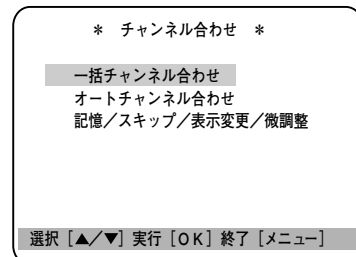 ＊ チャンネル合わせ ＊
一括チャンネル合わせ
オートチャンネル合わせ
記憶／スキップ／表示変更／微調整
選択［▲／▼］実行［ＯＫ］終了［メニュー］